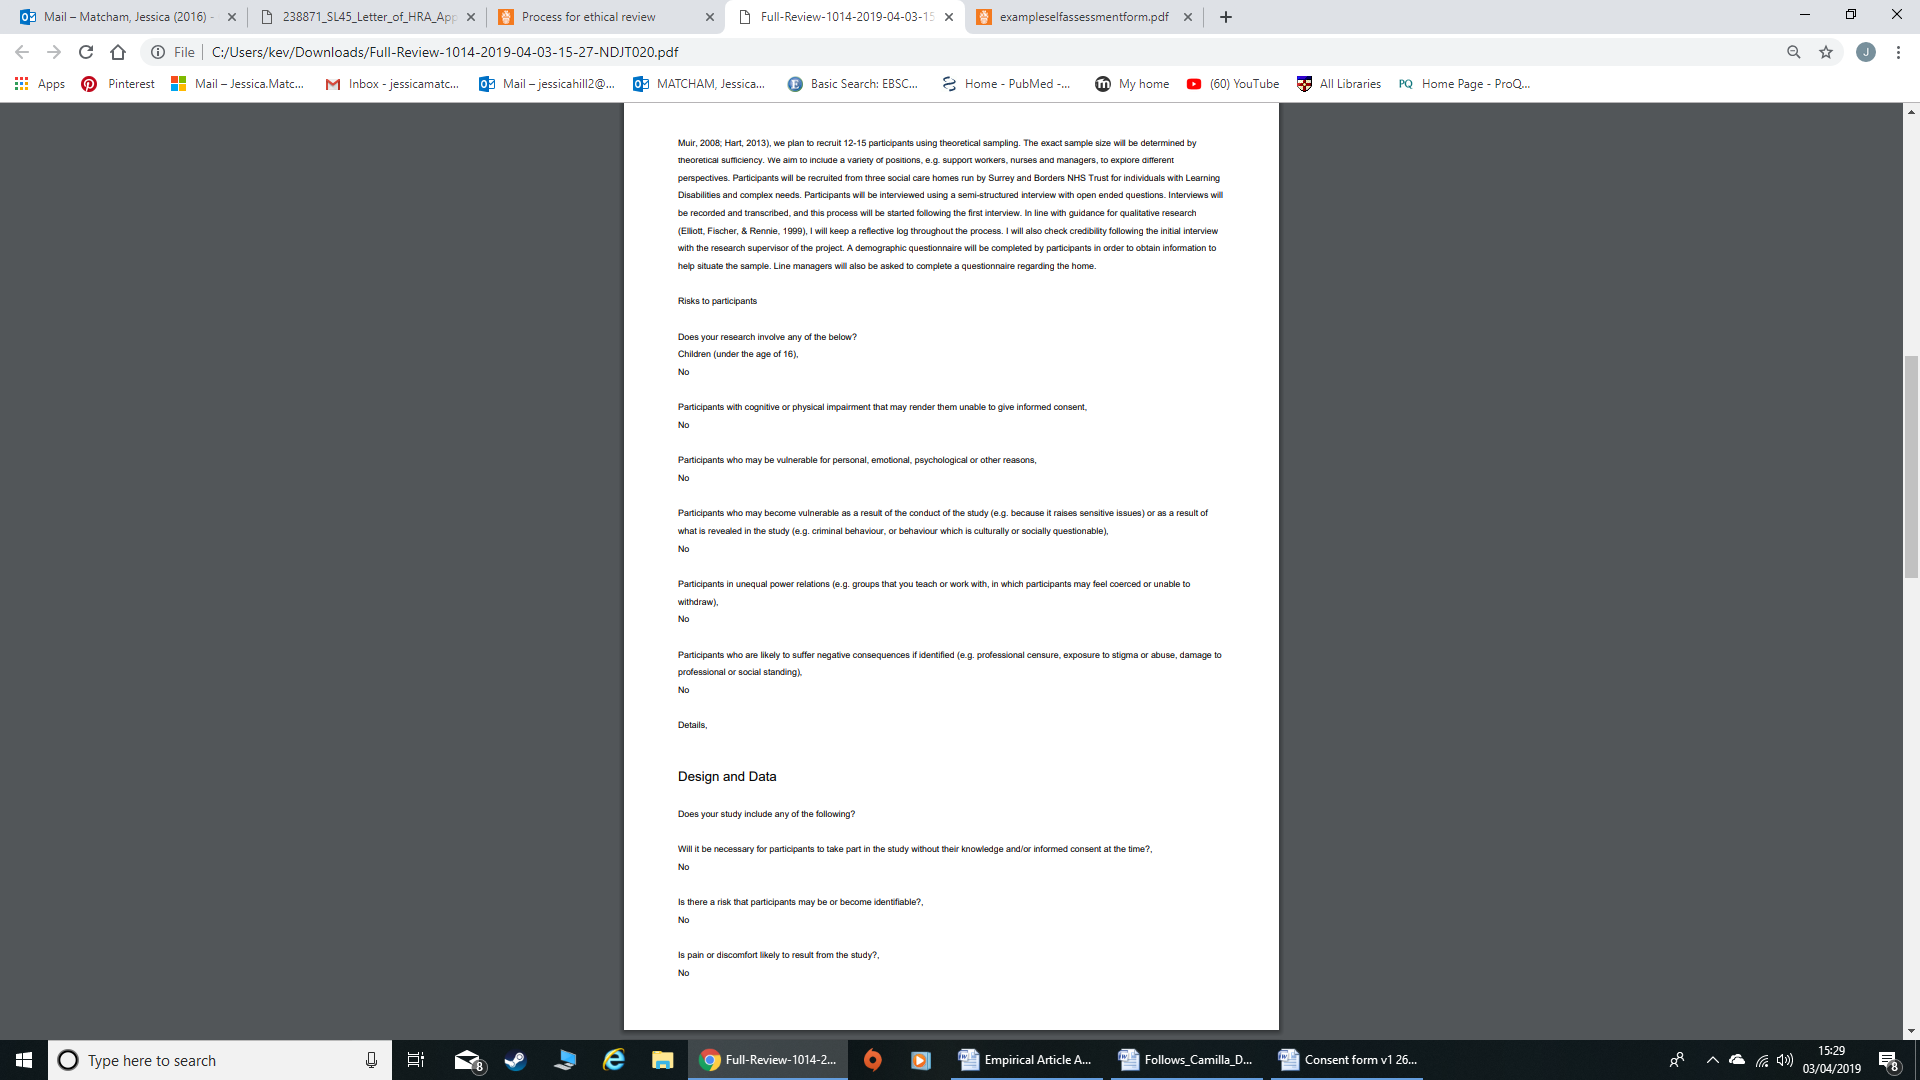 Mail – Matcham, Jessica (2016) -
238871_SL45_Letter_of_HRA_App
Process for ethical review
Full-Review-1014-2019-04-03-15
exampleselfassessmentform.pdf
File
C:/Users/kev/Downloads/Full-Review-1014-2019-04-03-15-27-NDJT020.pdf
J
Apps
Pinterest
Mail – Jessica.Matc...
Inbox - jessicamatc...
Mail – jessicahill2@...
MATCHAM, Jessica...
Basic Search: EBSC...
Home - PubMed -...
My home
(60) YouTube
All Libraries
PQ
Home Page - ProQ...
Muir, 2008; Hart, 2013), we plan to recruit 12-15 participants using theoretical sampling. The exact sample size will be determined by
theoretical sufficiency. We aim to include a variety of positions, e.g. support workers, nurses and managers, to explore different
perspectives. Participants will be recruited from three social care homes run by Surrey and Borders NHS Trust for individuals with Learning
Disabilities and complex needs. Participants will be interviewed using a semi-structured interview with open ended questions. Interviews will
be recorded and transcribed, and this process will be started following the first interview. In line with guidance for qualitative research
(Elliott, Fischer, & Rennie, 1999), I will keep a reflective log throughout the process. I will also check credibility following the initial interview
with the research supervisor of the project. A demographic questionnaire will be completed by participants in order to obtain information to
help situate the sample. Line managers will also be asked to complete a questionnaire regarding the home.
Risks to participants
Does your research involve any of the below?
Children (under the age of 16),
No
Participants with cognitive or physical impairment that may render them unable to give informed consent,
No
Participants who may be vulnerable for personal, emotional, psychological or other reasons,
No
Participants who may become vulnerable as a result of the conduct of the study (e.g. because it raises sensitive issues) or as a result of
what is revealed in the study (e.g. criminal behaviour, or behaviour which is culturally or socially questionable),
No
Participants in unequal power relations (e.g. groups that you teach or work with, in which participants may feel coerced or unable to
withdraw),
No
Participants who are likely to suffer negative consequences if identified (e.g. professional censure, exposure to stigma or abuse, damage to
professional or social standing),
No
Details,
Design and Data
Does your study include any of the following?
Will it be necessary for participants to take part in the study without their knowledge and/or informed consent at the time?,
No
Is there a risk that participants may be or become identifiable?,
No
Is pain or discomfort likely to result from the study?,
No
Type here to search
8
Full-Review-1014-2...
Empirical Article A...
Follows_Camilla_D...
Consent form v1 26...
15:29
03/04/2019
8